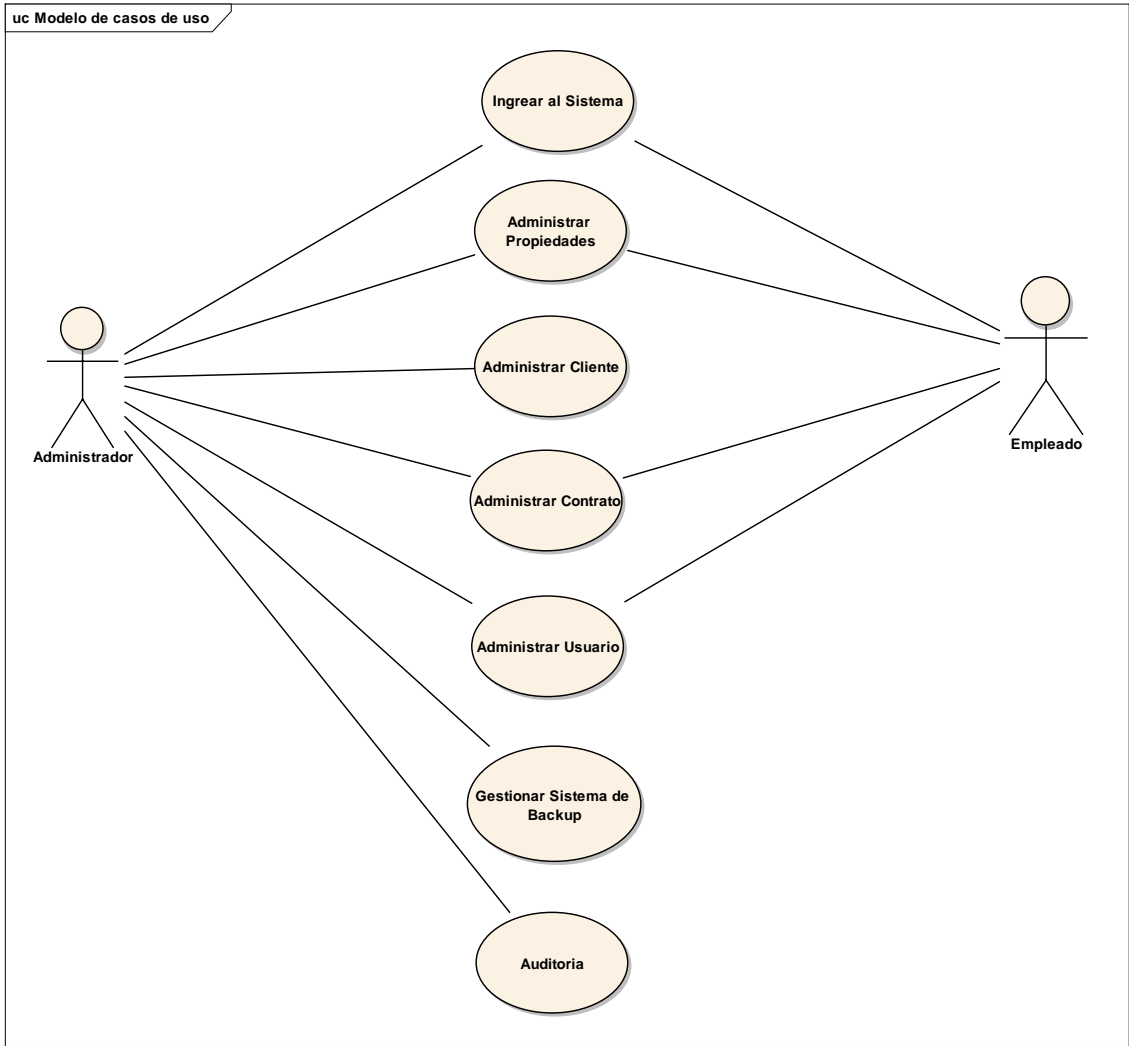 uc Modelo de casos de uso
Ingrear al Sistema
Administrar
Propiedades
Administrar Cliente
Administrador
Empleado
Administrar Contrato
Administrar Usuario
Gestionar Sistema de
Backup
Auditoria